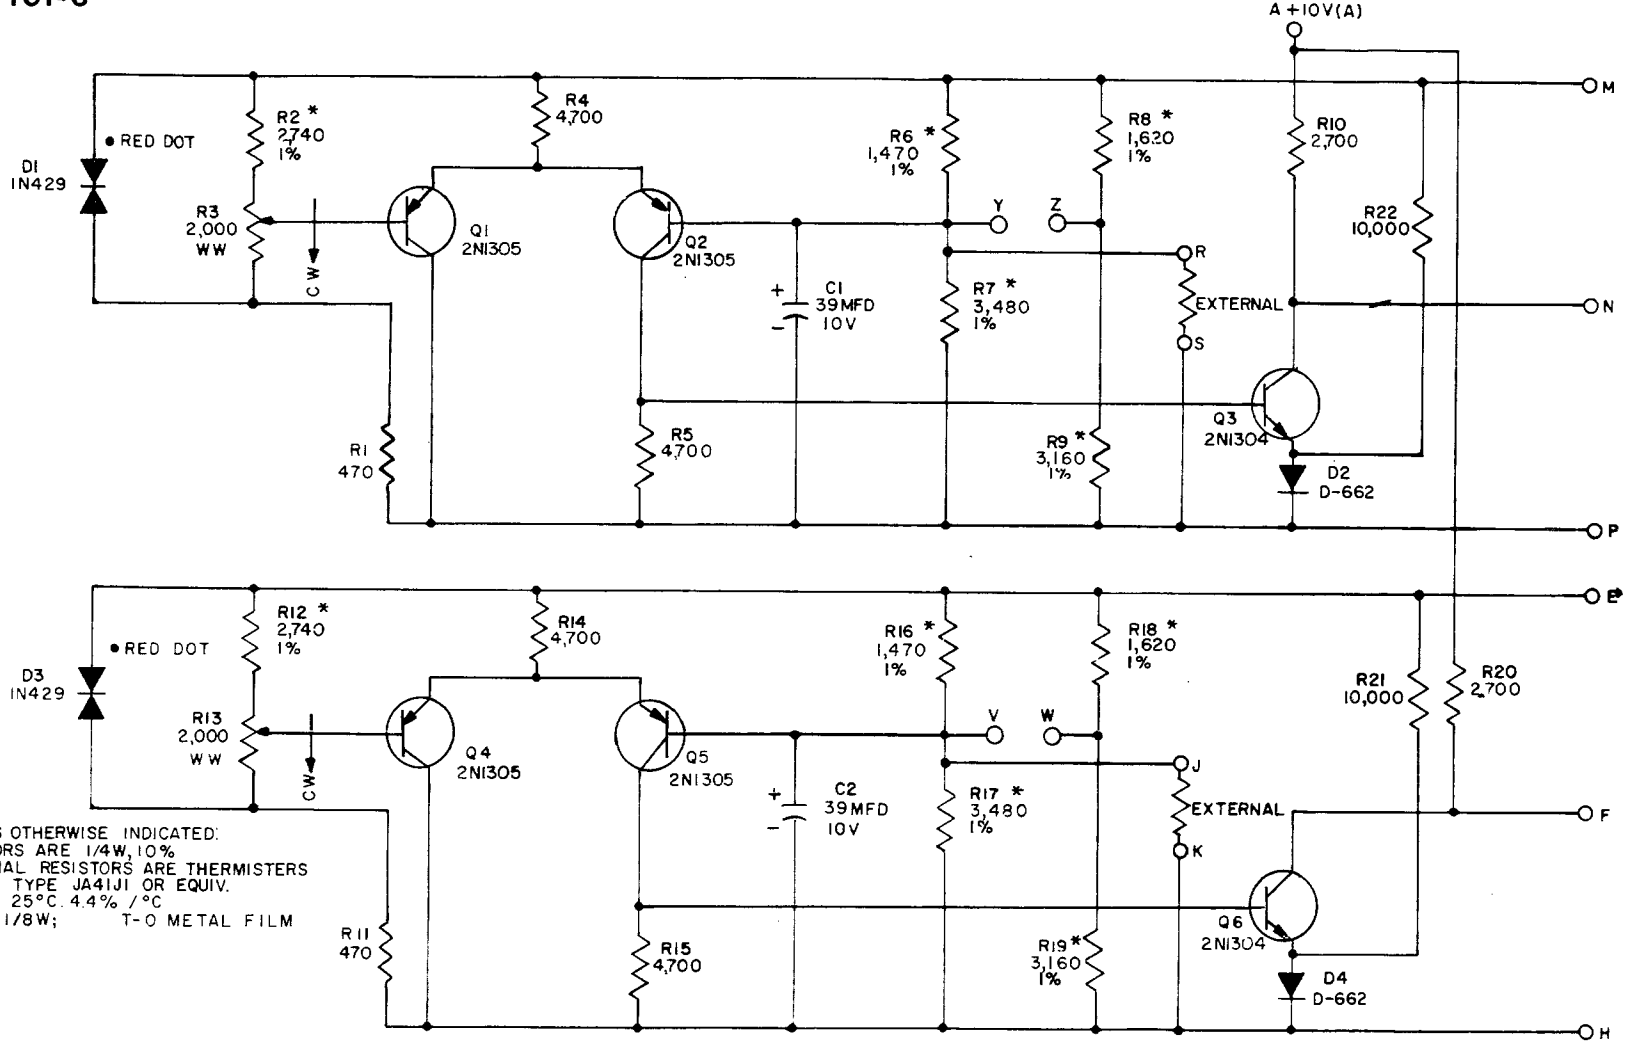 A +10V(A)
M
R2 *
2,740
1%
R4
4,700
R6 *
1,470
1%
R8 *
1,620
1%
R10
2,700
RED DOT
D1
1N429
R3
2,000
WW
CW
Q1
2N1305
Q2
2N1305
Y
Z
R22
10,000
R
C1
+
39MFD
-
10V
R7 *
3,480
1%
EXTERNAL
S
N
R1
470
R5
4,700
R9 *
3,160
1%
Q3
2N1304
D2
D-662
P
E
R12 *
2,740
1%
R14
4,700
R16 *
1,470
1%
R18 *
1,620
1%
RED DOT
D3
1N429
R13
2,000
WW
CW
Q4
2N1305
Q5
2N1305
V
W
R21
10,000
R20
2,700
J
C2
+
39MFD
-
10V
R17 *
3,480
1%
EXTERNAL
K
F
OTHERWISE INDICATED:
ARE 1/4W, 10%
RESISTORS ARE THERMISTERS
TYPE JA41J1 OR EQUIV.
25°C. 4.4% /°C
1/8W; T-O METAL FILM
R11
470
R15
4,700
R19 *
3,160
1%
Q6
2N1304
D4
D-662
H